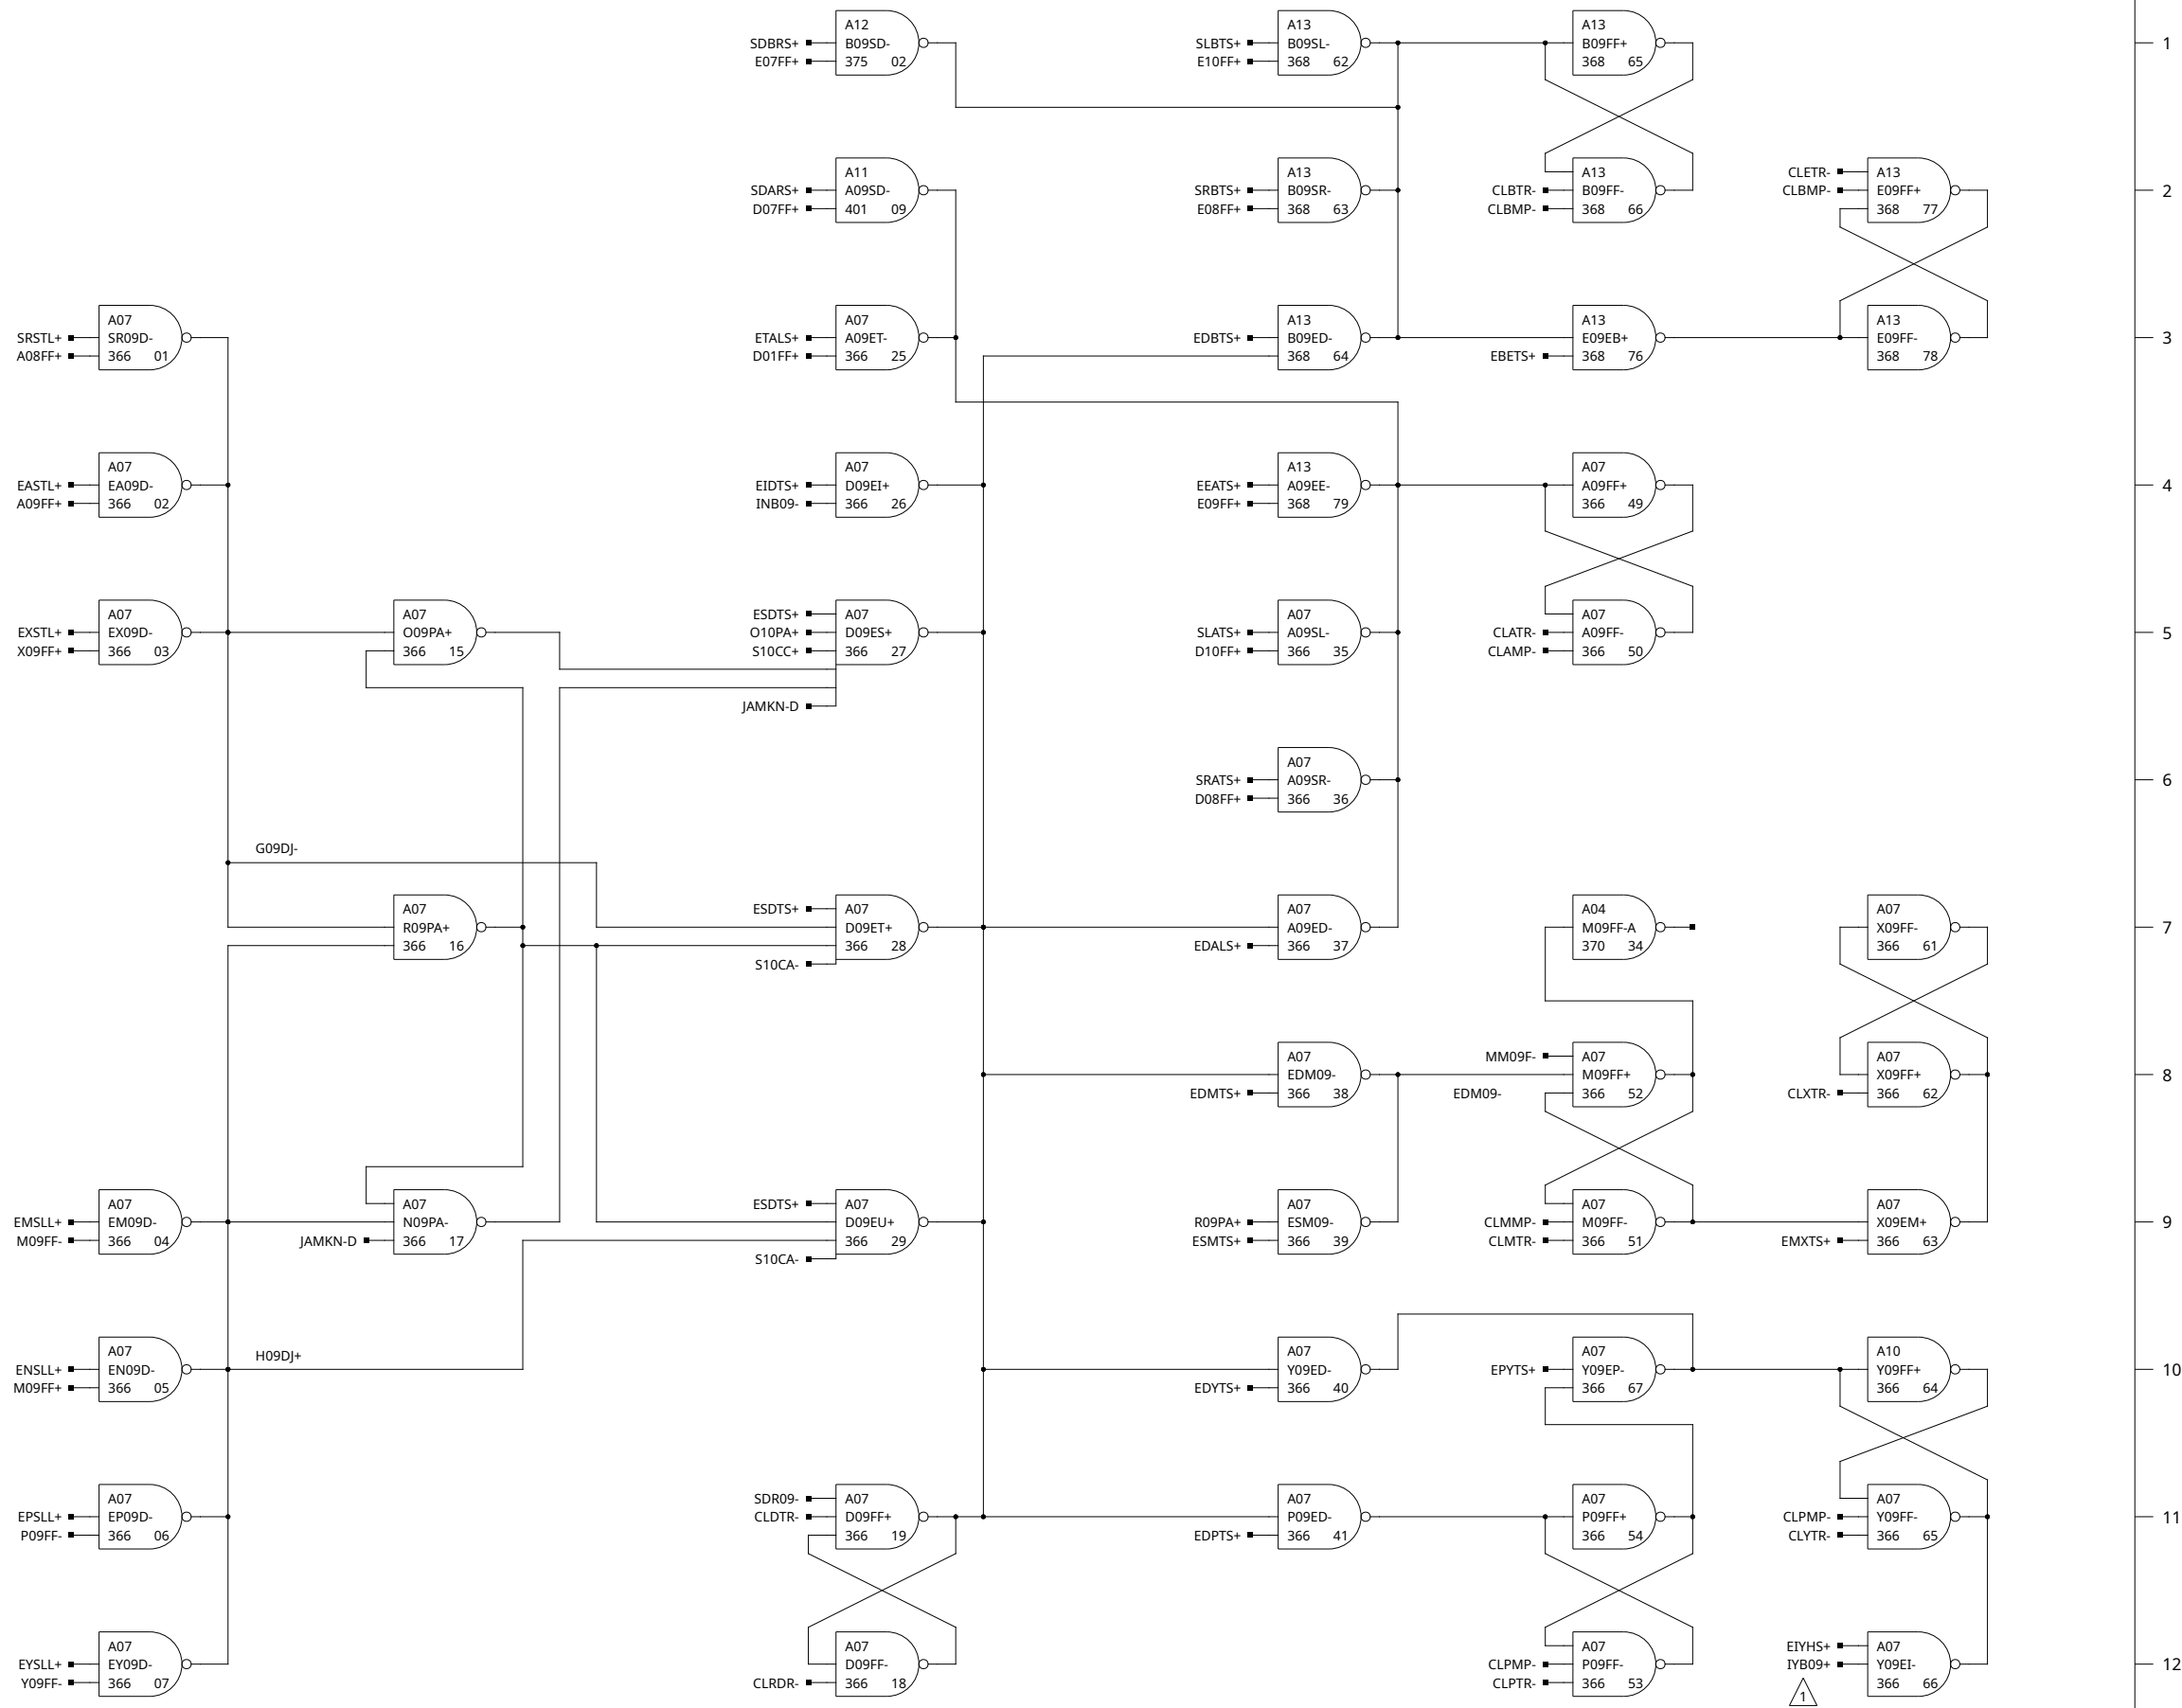 A12
SDBRS+ B09SD-
E07FF+ 375 02
A13
SLBTS+ B09SL-
E10FF+ 368 62
A13
B09FF+
368 65
1
A11
SDARS+ A09SD-
D07FF+ 401 09
A13
SRBTS+ B09SR-
E08FF+ 368 63
A13
CLBTR- B09FF-
CLBMP- 368 66
CLETR- A13
CLBMP- E09FF+
368 77
2
A07
SRSTL+ SR09D-
A08FF+ 366 01
A07
ETALS+ A09ET-
D01FF+ 366 25
A13
EDBTS+ B09ED-
368 64
A13
E09EB+
EBETS+ 368 76
A13
E09FF-
368 78
3
A07
EASTL+ EA09D-
A09FF+ 366 02
A07
EIDTS+ D09EI+
INB09- 366 26
A13
EEATS+ A09EE-
E09FF+ 368 79
A07
A09FF+
366 49
4
A07
EXSTL+ EX09D-
X09FF+ 366 03
A07
O09PA+
366 15
ESDTS+ A07
O10PA+ D09ES+
S10CC+ 366 27
JAMKN-D
A07
SLATS+ A09SL-
D10FF+ 366 35
A07
CLATR- A09FF-
CLAMP- 366 50
5
A07
SRATS+ A09SR-
D08FF+ 366 36
6
G09DJ-
A07
R09PA+
366 16
ESDTS+ A07
D09ET+
366 28
S10CA-
A07
A09ED-
EDALS+ 366 37
A04
M09FF-A
370 34
A07
X09FF-
366 61
7
A07
EDM09-
EDMTS+ 366 38
MM09F- A07
M09FF+
EDM09- 366 52
A07
X09FF+
CLXTR- 366 62
8
A07
EMSLL+ EM09D-
M09FF- 366 04
A07
N09PA-
JAMKN-D 366 17
ESDTS+ A07
D09EU+
366 29
S10CA-
A07
R09PA+ ESM09-
ESMTS+ 366 39
A07
CLMMP- M09FF-
CLMTR- 366 51
A07
X09EM+
EMXTS+ 366 63
9
A07
ENSLL+ EN09D-
M09FF+ 366 05
H09DJ+
A07
Y09ED-
EDYTS+ 366 40
A07
EPYTS+ Y09EP-
366 67
A10
Y09FF+
366 64
10
A07
EPSLL+ EP09D-
P09FF- 366 06
SDR09- A07
CLDTR- D09FF+
366 19
A07
P09ED-
EDPTS+ 366 41
A07
P09FF+
366 54
A07
CLPMP- Y09FF-
CLYTR- 366 65
11
A07
EYSLL+ EY09D-
Y09FF- 366 07
A07
D09FF-
CLRDR- 366 18
A07
CLPMP- P09FF-
CLPTR- 366 53
EIYHS+ A07
IYB09+ Y09EI-
366 66
1
12